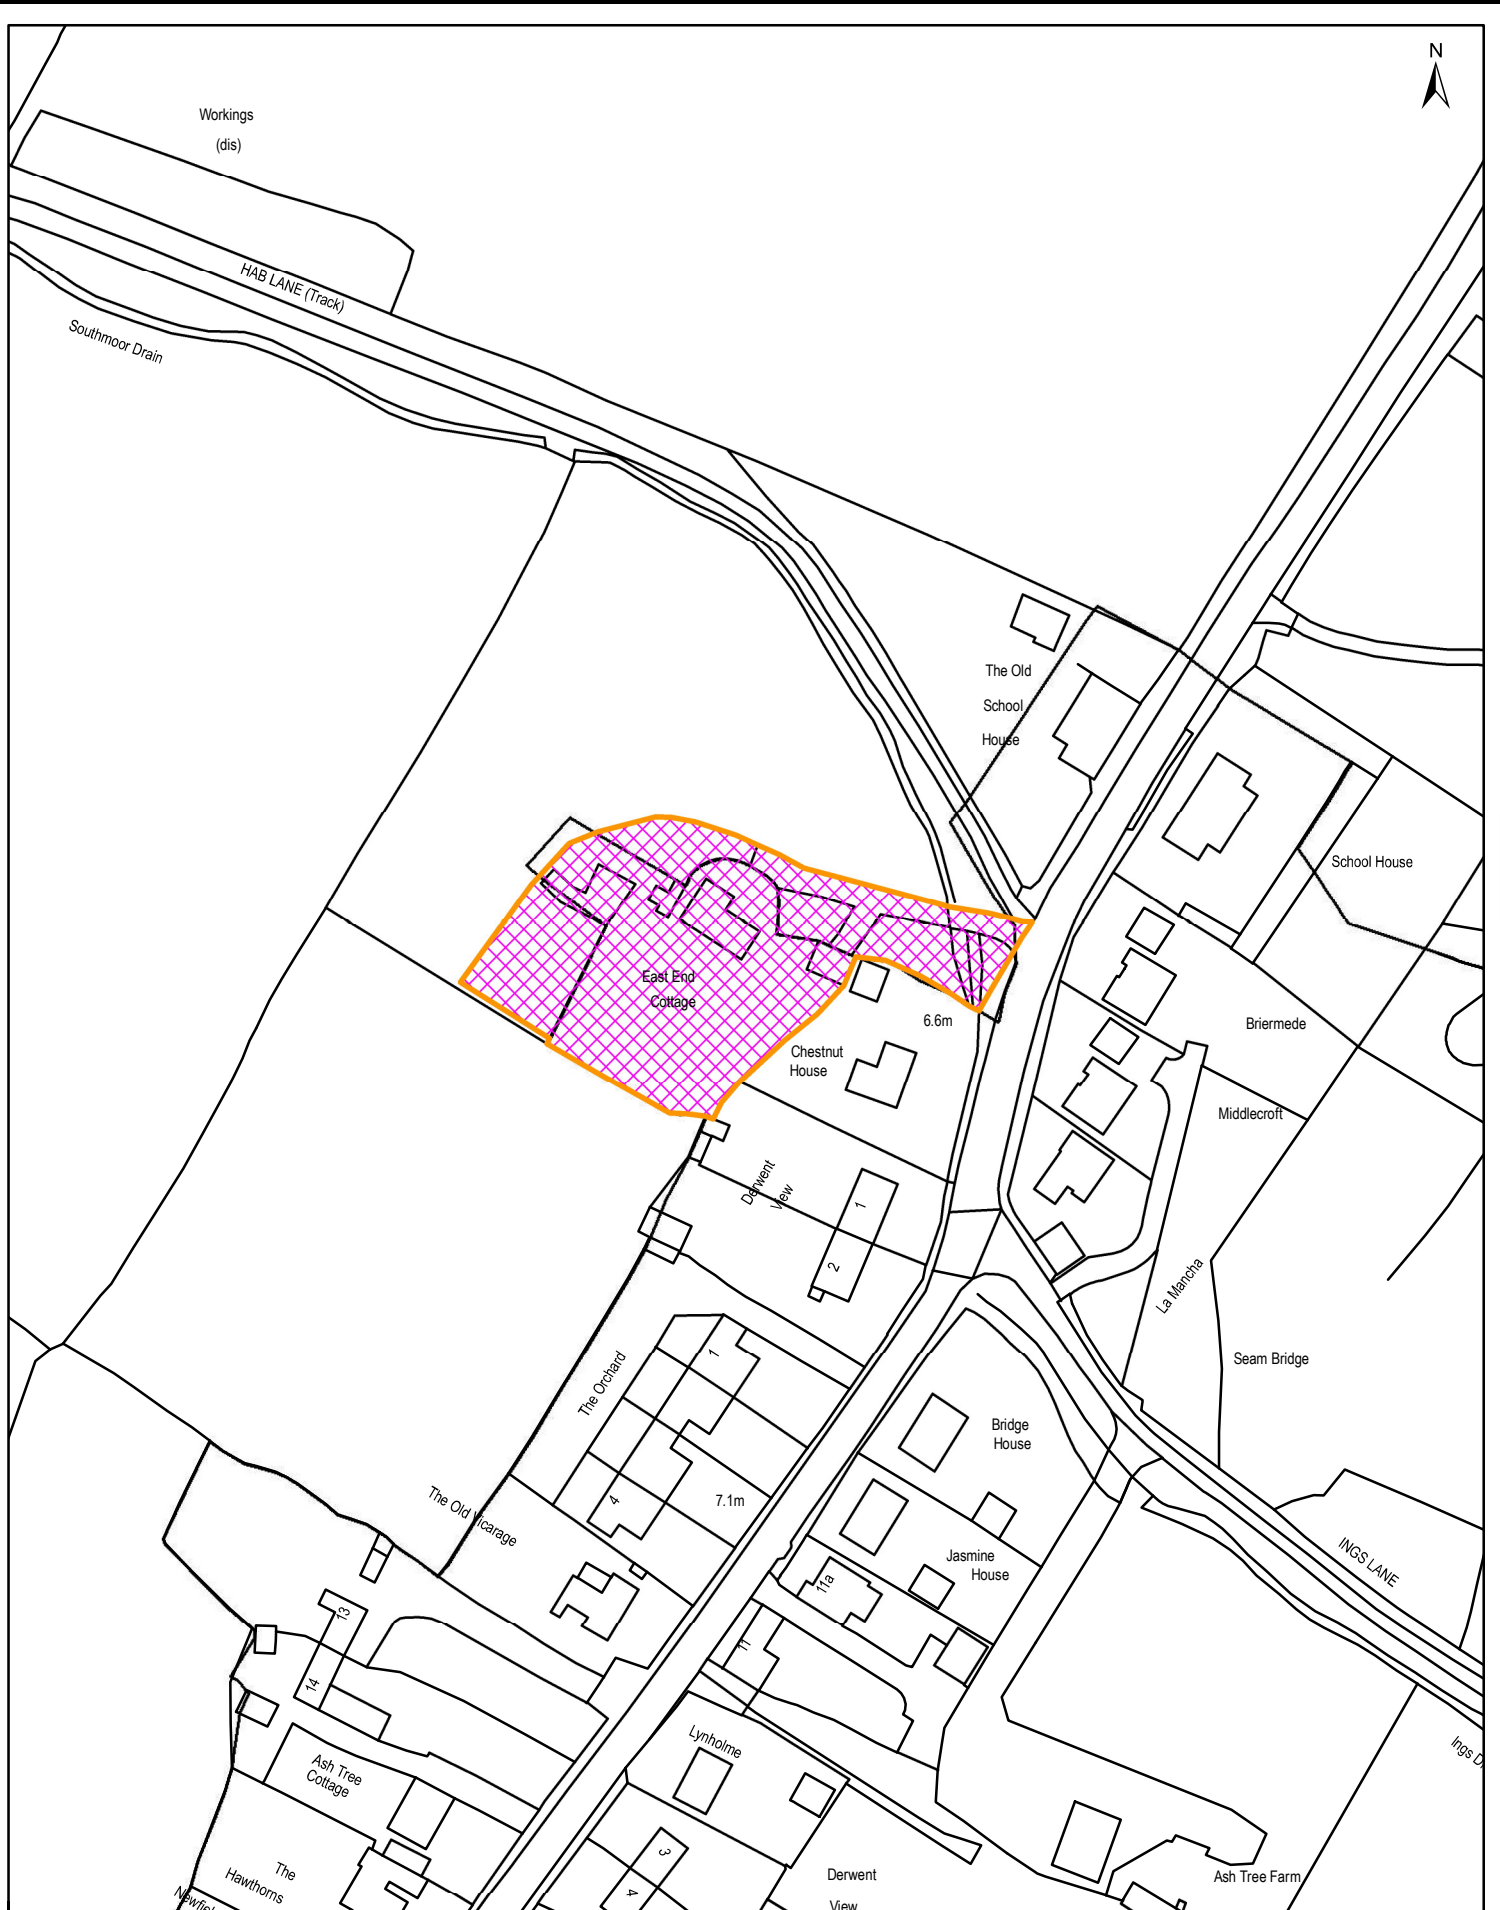 N
Workings
(dis)
HAB LANE (Track)
Southmoor Drain
The Old
School
House
School House
East End
Cottage
6.6m
Chestnut
House
Briermede
Middlecroft
Derwent
View
1
2
La Mancha
Seam Bridge
The Orchard
1
4
7.1m
Bridge
House
The Old Vicarage
Jasmine
House
INGS LANE
11a
11
13
14
Lynholme
Ings D
Ash Tree
Cottage
3
4
The
Hawthorns
Derwent
View
Ash Tree Farm